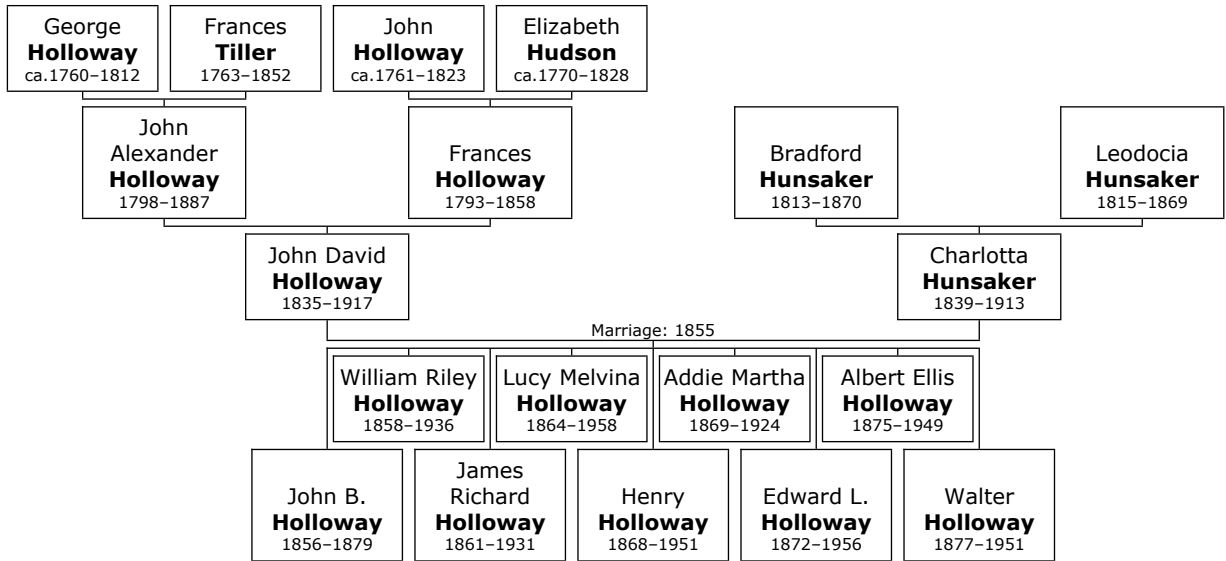 George
Holloway
ca.1760–1812
Frances
Tiller
1763–1852
John
Holloway
ca.1761–1823
Elizabeth
Hudson
ca.1770–1828
John
Alexander
Holloway
1798–1887
Frances
Holloway
1793–1858
Bradford
Hunsaker
1813–1870
Leodocia
Hunsaker
1815–1869
John David
Holloway
1835–1917
Charlotta
Hunsaker
1839–1913
Marriage: 1855
William Riley
Holloway
1858–1936
Lucy Melvina
Holloway
1864–1958
Addie Martha
Holloway
1869–1924
Albert Ellis
Holloway
1875–1949
John B.
Holloway
1856–1879
James
Richard
Holloway
1861–1931
Henry
Holloway
1868–1951
Edward L.
Holloway
1872–1956
Walter
Holloway
1877–1951